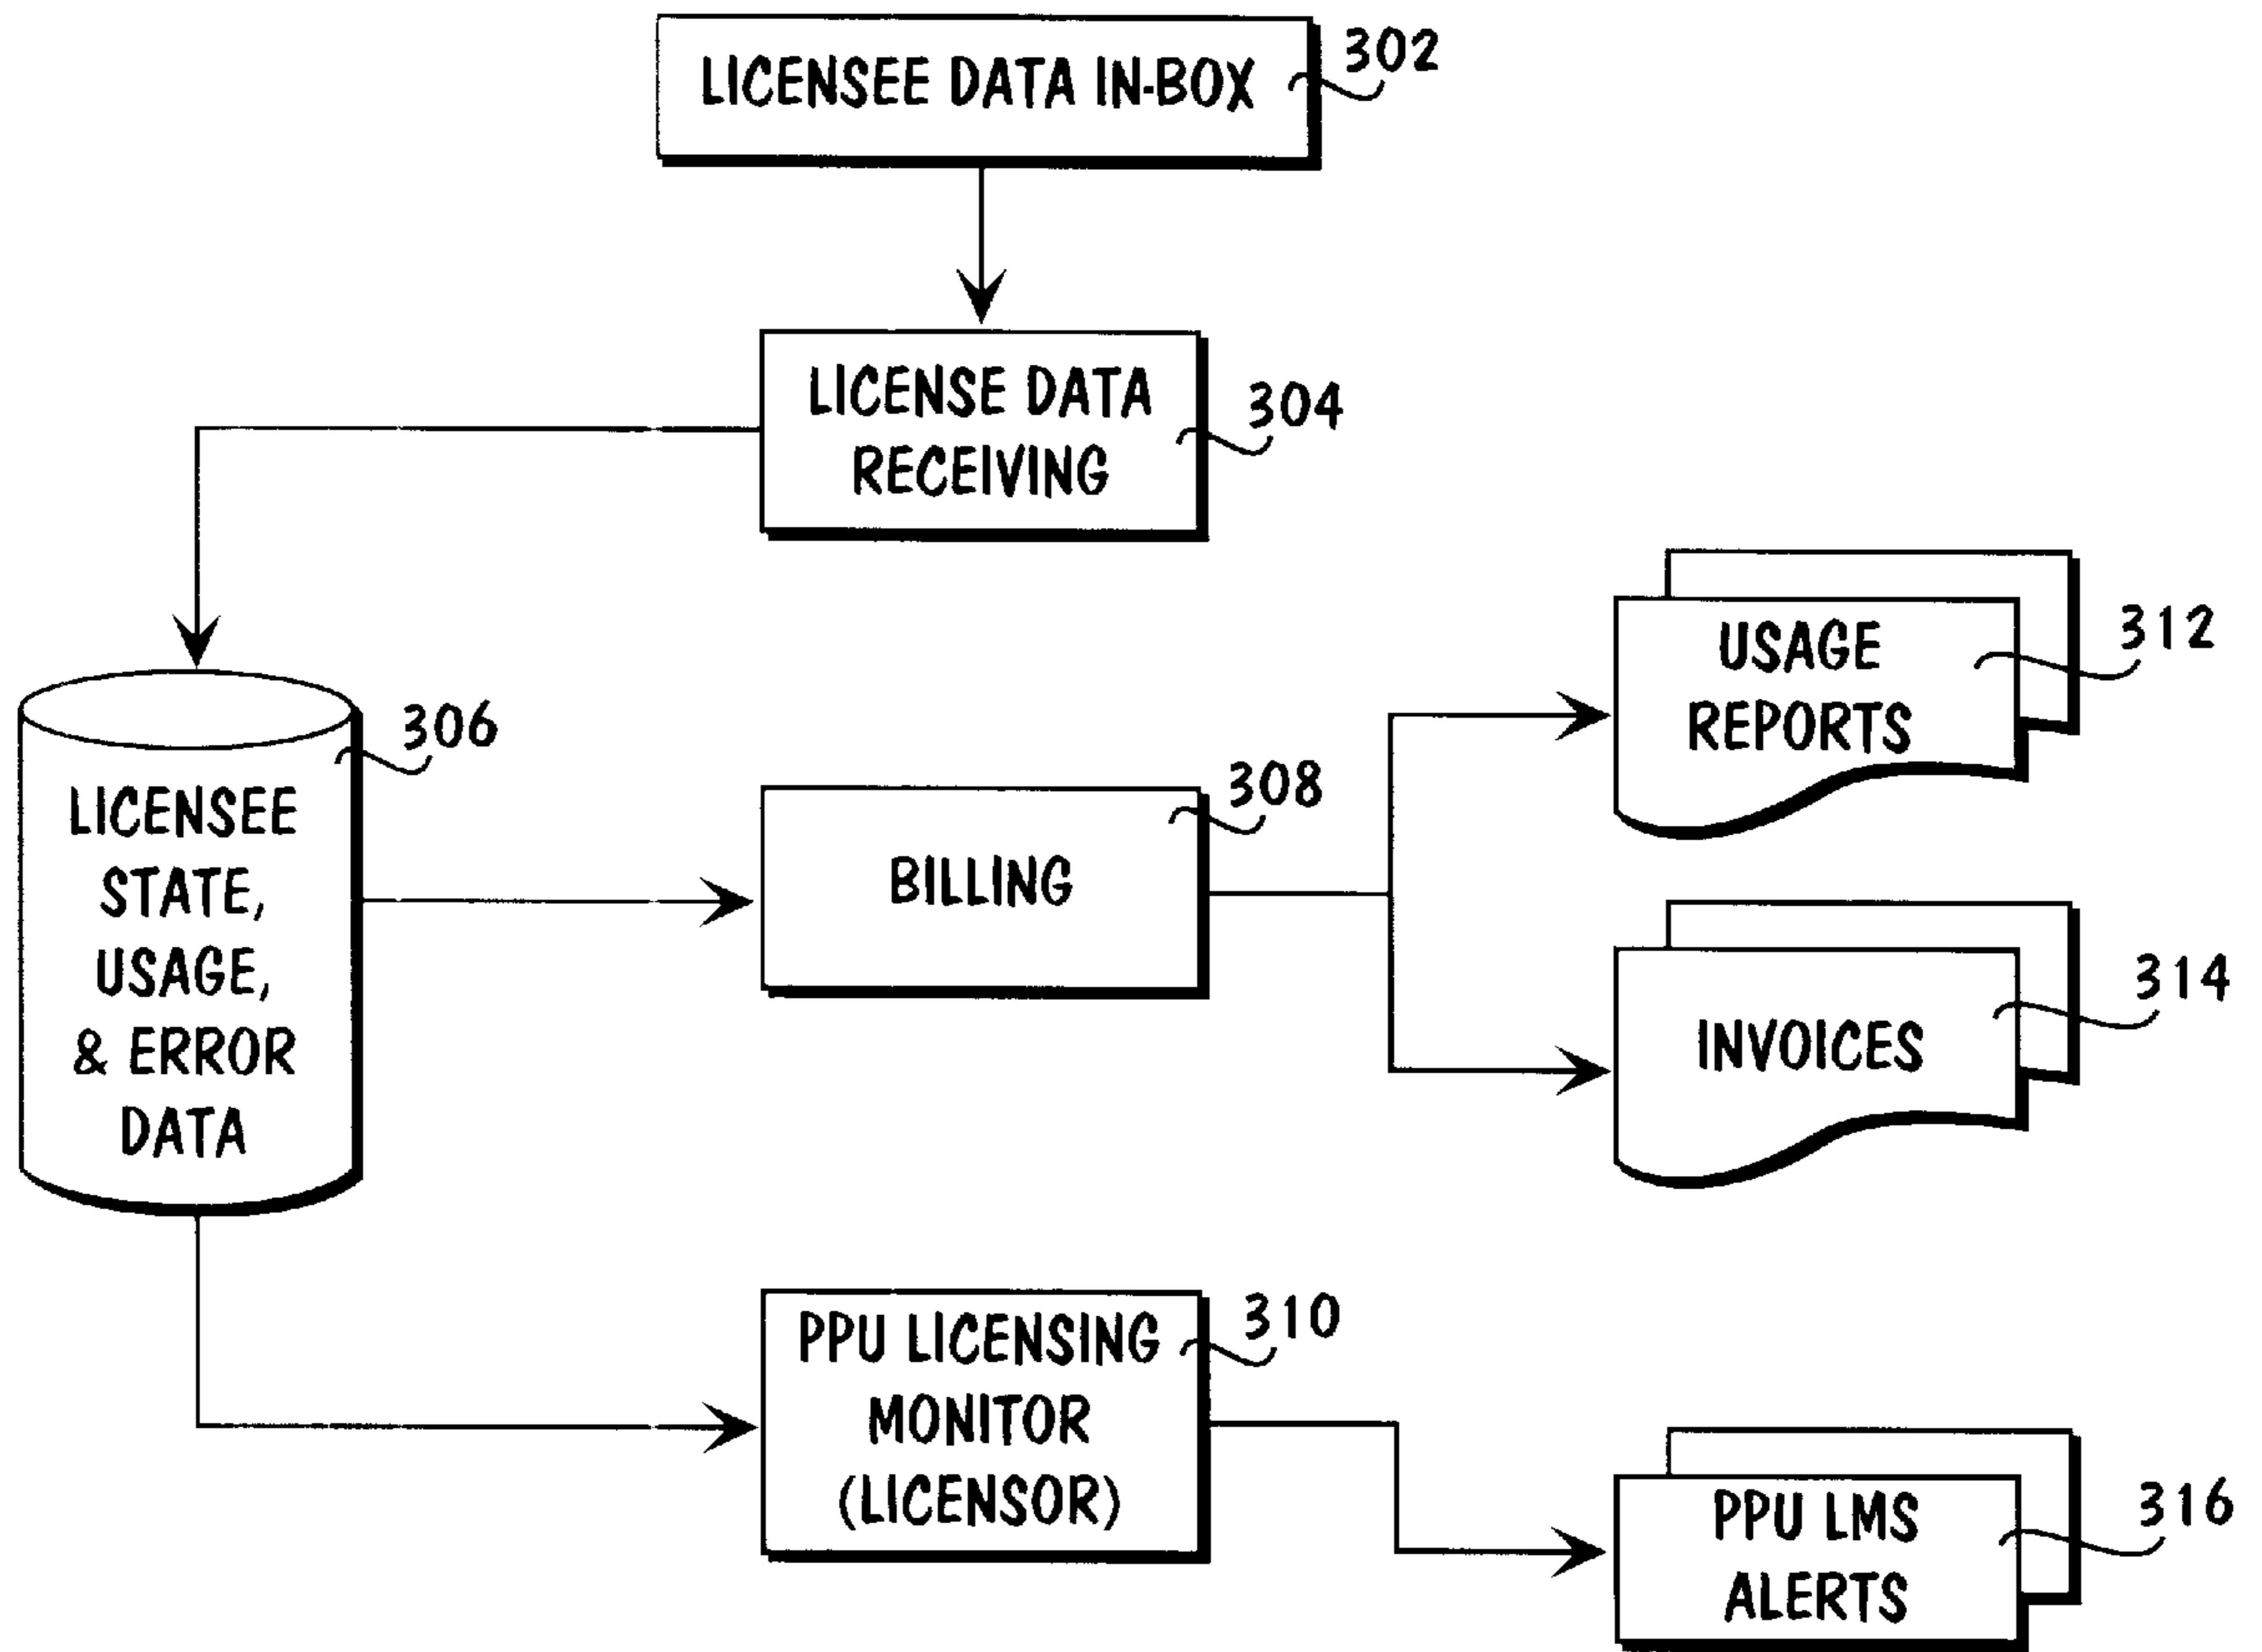 LICENSEE DATA IN-BOX
302
LICENSE DATA
RECEIVING
304
LICENSEE
STATE,
USAGE,
& ERROR
DATA
306
BILLING
308
USAGE
REPORTS
312
INVOICES
314
PPU LICENSING
MONITOR
(LICENSOR)
310
PPU LMS
ALERTS
316